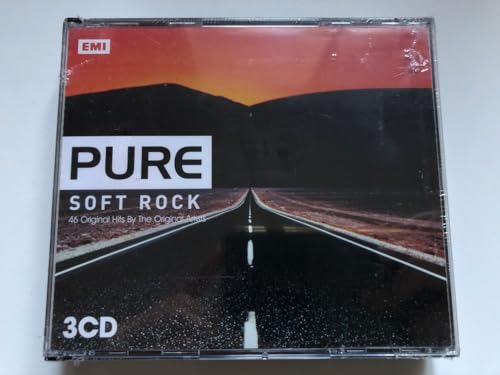 EMI
PURE
SOFT ROCK
46 Original Hits By The Original Artists
3CD